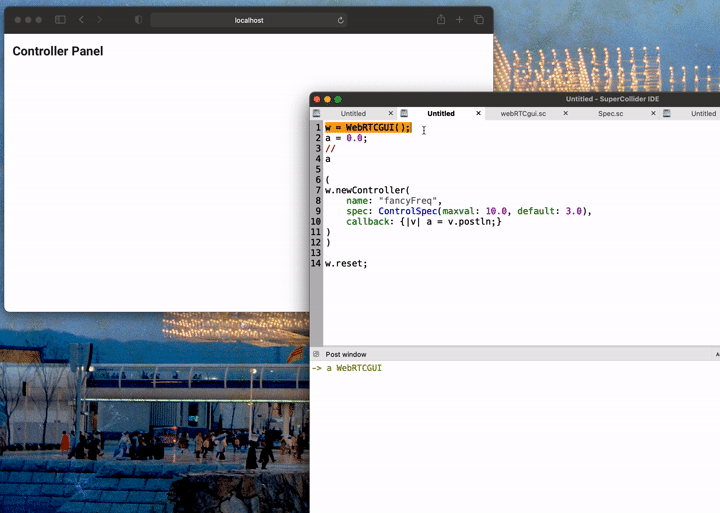 localhost
Controller Panel
Untitled - SuperCollider IDE
Untitled
Untitled
webRTCgui.sc
Spec.sc
Untitled
1 w = WebRTCGUI();
2 a = 0.0;
3 //
4 a
5
6 (
7 w.newController(
8 name: "fancyFreq",
9 spec: ControlSpec(maxval: 10.0, default: 3.0),
10 callback: {|v| a = v.postln;}
11 )
12 )
13
14 w.reset;
Post window
A
-> a WebRTCGUI